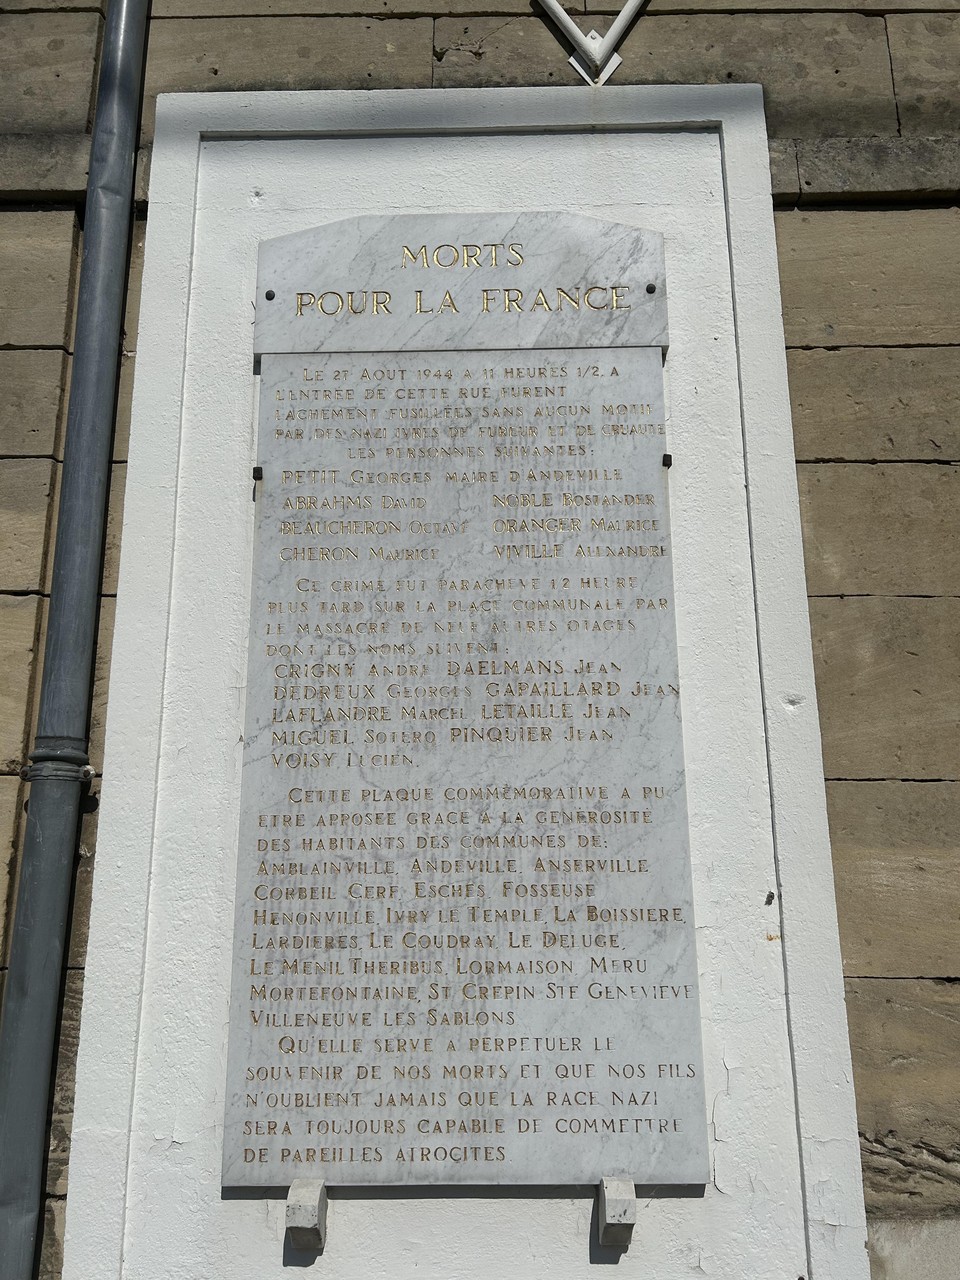 MORTS
POUR LA FRANCE
LE 27 AOUT 1944 A 11 HEURES 1/2, A
L'ENTREE DE CETTE RUE FURENT
LACHEMENT FUSILLEES SANS AUCUN MOTIF
PAR DES NAZI IVRES DE FUREUR ET DE CRUAUTE
LES PERSONNES SUIVANTES:
PETIT GEORGES MAIRE D'ANDEVILLE
ABRAHMS DAVID NOBLE BOSTANDER
BEAUCHERON OCTAVE ORANGER MAURICE
CHERON MAURICE VIVILLE ALEXANDRE
CE CRIME FUT PARACHEVE 1/2 HEURE
PLUS TARD SUR LA PLACE COMMUNALE PAR
LE MASSACRE DE NEUF AUTRES OTAGES
DONT LES NOMS SUIVENT:
CRIGNY ANDRE DAELMANS JEAN
DEDREUX GEORGES GAPAILLARD JEAN
LAFLANDRE MARCEL LETAILLE JEAN
MIGUEL SOTERO PINQUIER JEAN
VOISY LUCIEN.
CETTE PLAQUE COMMÉMORATIVE A PU
ETRE APPOSEE GRACE A LA GENEROSITÉ
DES HABITANTS DES COMMUNES DE:
AMBLAINVILLE, ANDEVILLE, ANSERVILLE
CORBEIL CERF, ESCHES, FOSSEUSE
HENONVILLE, IVRY LE TEMPLE, LA BOISSIERE,
LARDIERES, LE COUDRAY, LE DELUGE,
LE MENIL THERIBUS, LORMAISON, MERU
MORTEFONTAINE, ST CREPIN, STE GENEVIEVE
VILLENEUVE LES SABLONS
QU'ELLE SERVE A PERPETUER LE
SOUVENIR DE NOS MORTS ET QUE NOS FILS
N'OUBLIENT JAMAIS QUE LA RACE NAZI
SERA TOUJOURS CAPABLE DE COMMETTRE
DE PAREILLES ATROCITES.